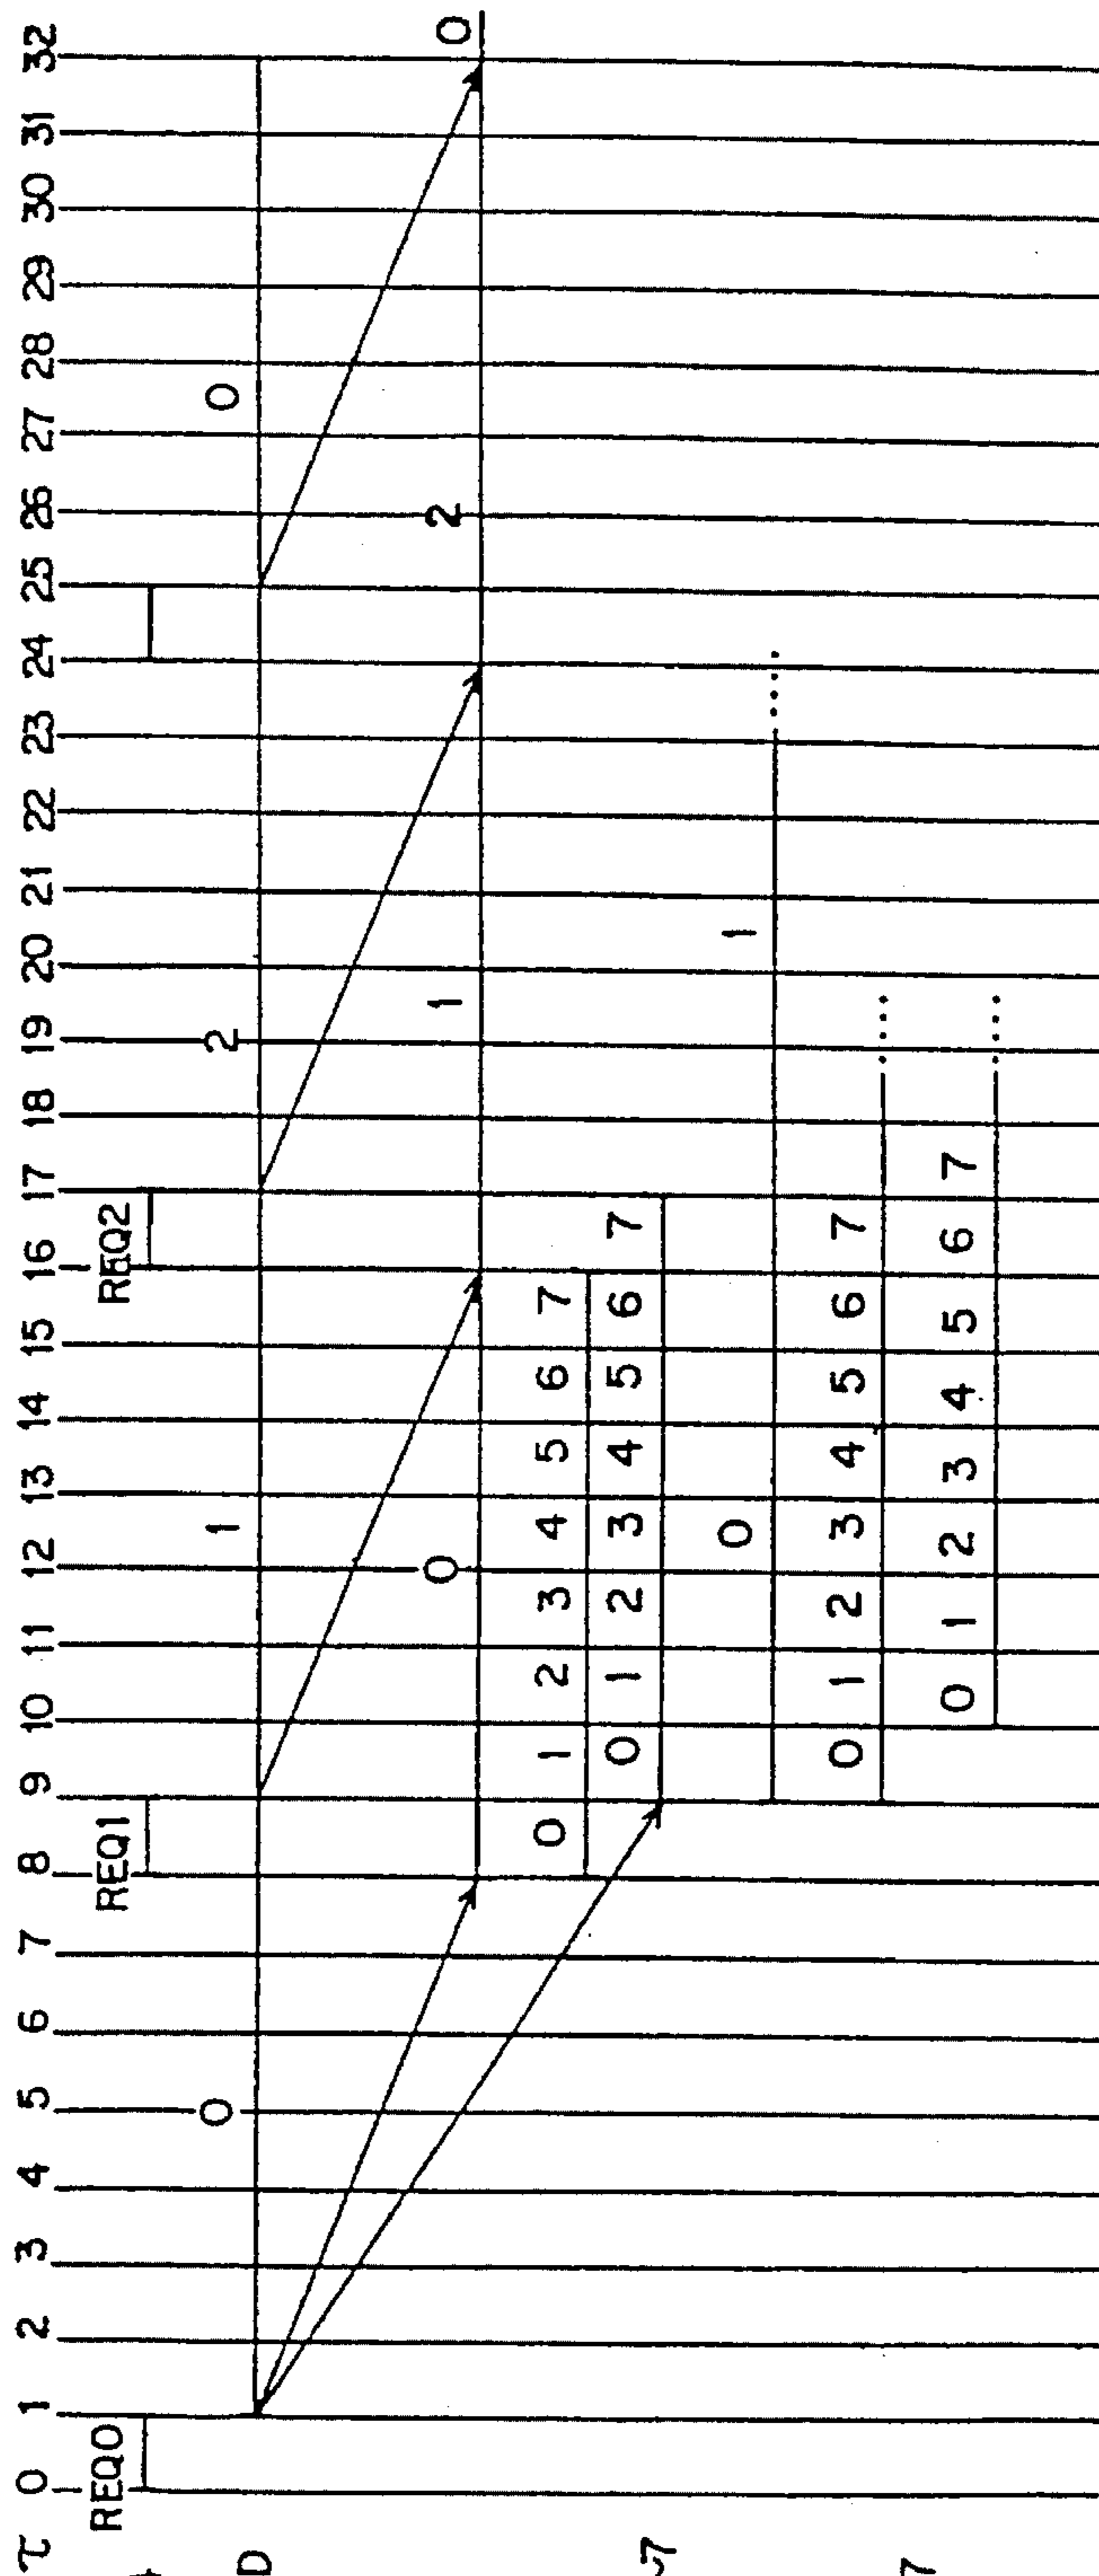 τ 0 1 2 3 4 5 6 7 8 9 10 11 12 13 14 15 16 17 18 19 20 21 22 23 24 25 26 27 28 29 30 31 32
REQ0 REQ1 REQ2
D 0 1 2 0
0 1 2 0
0 1 2 3 4 5 6 7
7 0 1 2 3 4 5 6 7
0 1
0 1 2 3 4 5 6 7
7 0 1 2 3 4 5 6 7